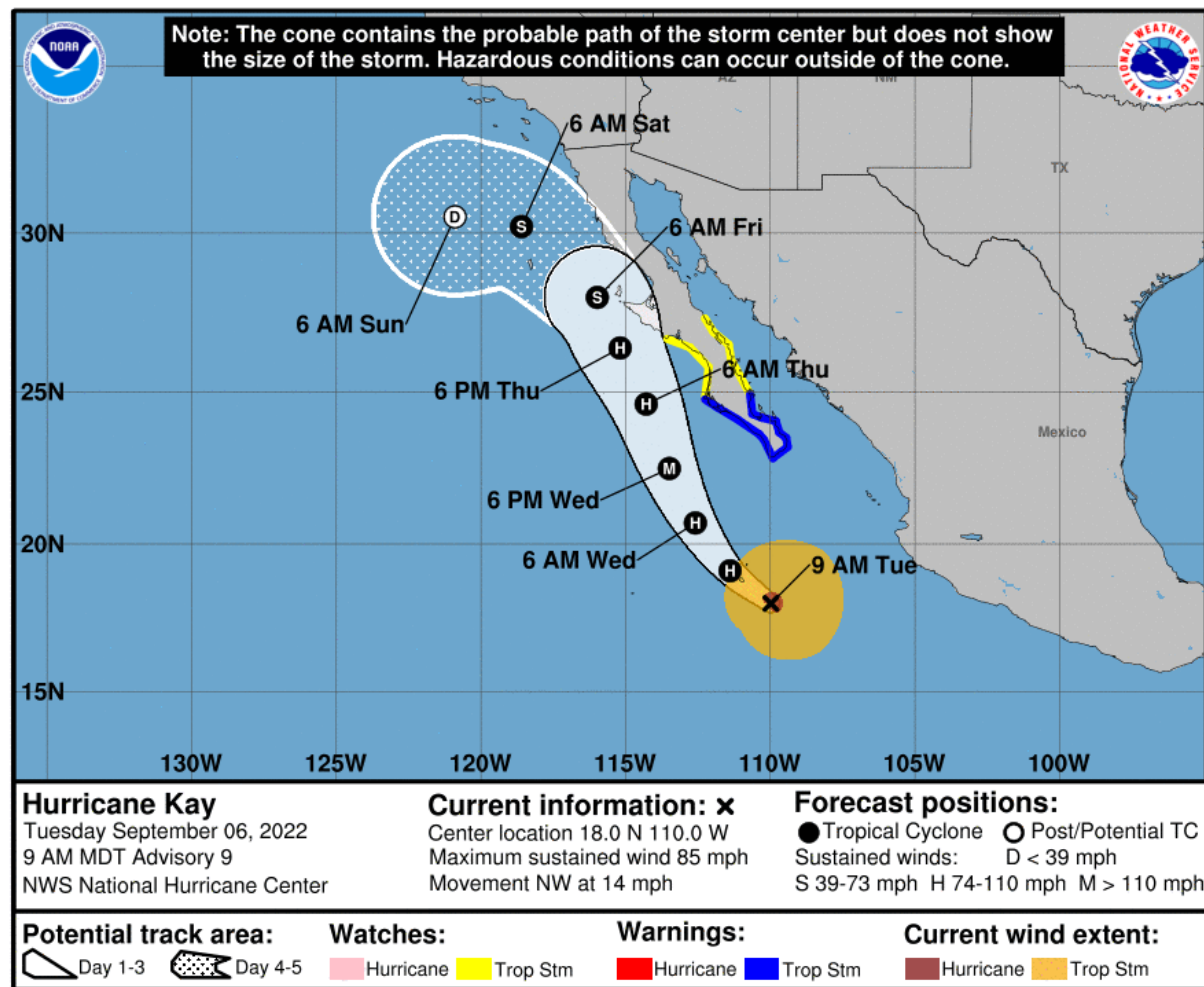 Note: The cone contains the probable path of the storm center but does not show
the size of the storm. Hazardous conditions can occur outside of the cone.
NOAA
NATIONAL WEATHER SERVICE
AZ
NM
TX
Mexico
6 AM Sat
D
S
6 AM Fri
S
6 AM Sun
H
6 AM Thu
6 PM Thu
H
M
6 PM Wed
H
6 AM Wed
H
9 AM Tue
30N
25N
20N
15N
130W 125W 120W 115W 110W 105W 100W
Hurricane Kay
Tuesday September 06, 2022
9 AM MDT Advisory 9
NWS National Hurricane Center
Current information: x
Center location 18.0 N 110.0 W
Maximum sustained wind 85 mph
Movement NW at 14 mph
Forecast positions:
Tropical Cyclone Post/Potential TC
Sustained winds: D < 39 mph
S 39-73 mph H 74-110 mph M > 110 mph
Potential track area:
Day 1-3 Day 4-5
Watches:
Hurricane Trop Stm
Warnings:
Hurricane Trop Stm
Current wind extent:
Hurricane Trop Stm